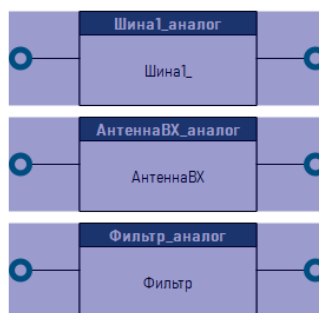 Шина1_аналог
Шина1_
АнтеннаВХ_аналог
АнтеннаВХ
Фильтр_аналог
Фильтр